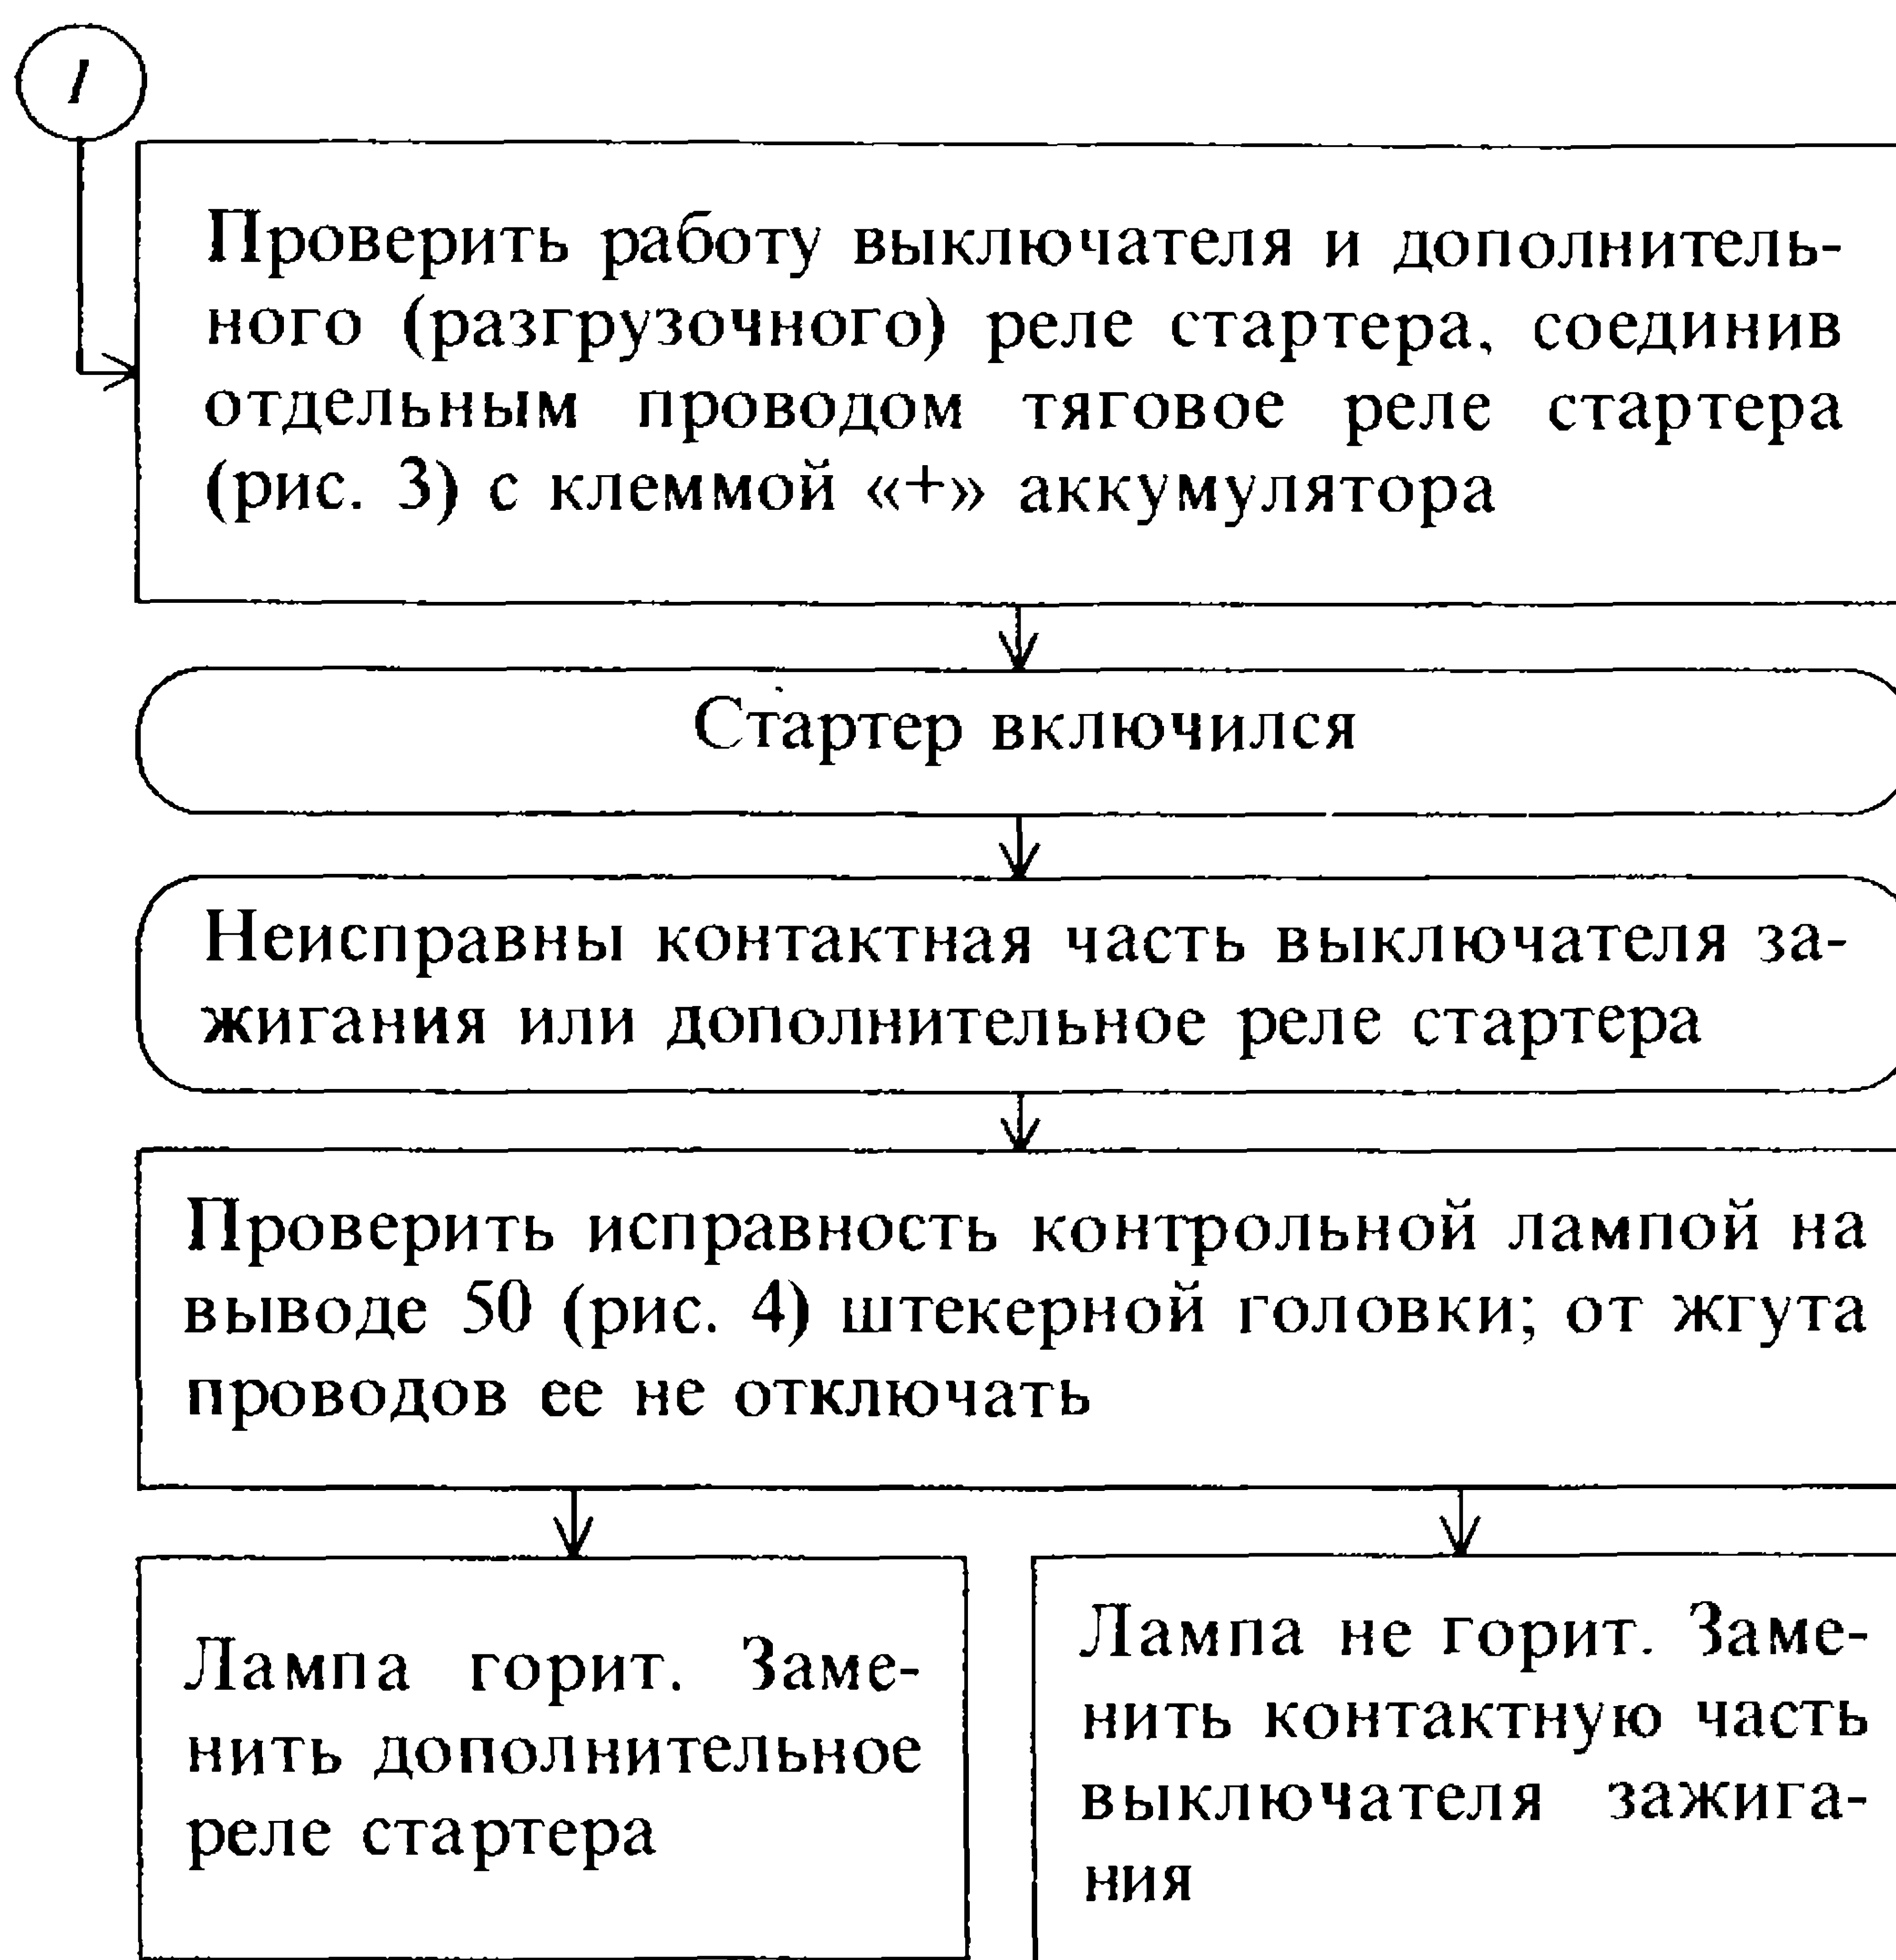 1
Проверить работу выключателя и дополнитель-
ного (разгрузочного) реле стартера, соединив
отдельным проводом тяговое реле стартера
(рис. 3) с клеммой «+» аккумулятора
Стартер включился
Неисправны контактная часть выключателя за-
жигания или дополнительное реле стартера
Проверить исправность контрольной лампой на
выводе 50 (рис. 4) штекерной головки; от жгута
проводов ее не отключать
Лампа горит. Заме-
нить дополнительное
реле стартера
Лампа не горит. Заме-
нить контактную часть
выключателя зажига-
ния